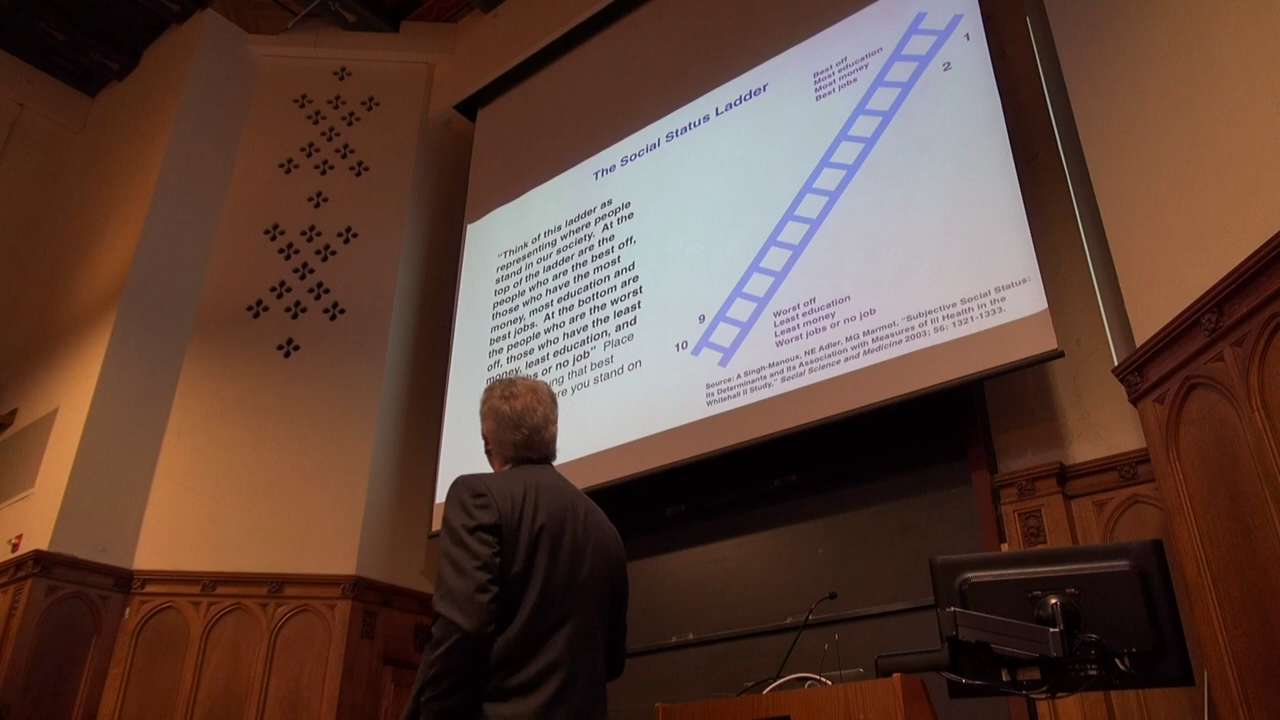 The Social Status Ladder
"Think of this ladder as
representing where people
stand in our society. At the
top of the ladder are the
people who are the best off,
those who have the most
money, most education and
best jobs. At the bottom are
the people who are the worst
off, those who have the least
money, least education, and
or no job" Place
that best
you stand on
Best off
Most education
Most money
Best jobs
1
2
9
10
Worst off
Least education
Least money
Worst jobs or no job
Source: A Singh-Manoux, NE Adler, MG Marmot, "Subjective Social Status:
Its Determinants and Its Association with Measures of Ill Health in the
Whitehall II Study," Social Science and Medicine 2003; 56: 1321-1333.